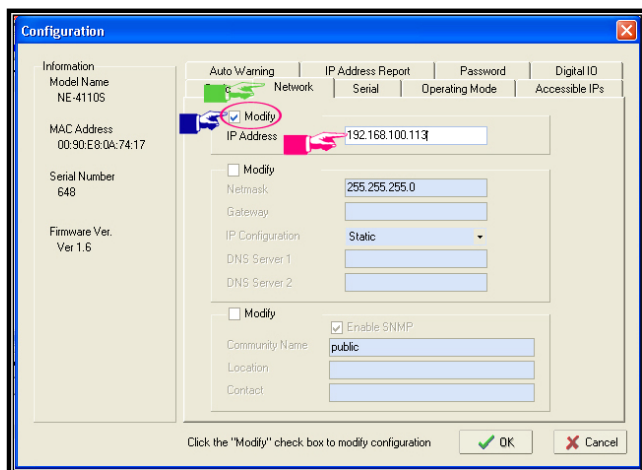 Configuration
Information
Model Name
NE-4110S
MAC Address
00:90:E8:0A:74:17
Serial Number
648
Firmware Ver.
Ver 1.6
Auto Warning
IP Address Report
Password
Digital IO
Network
Serial
Operating Mode
Accessible IPs
Modify
IP Address
192.168.100.113
Modify
Netmask
255.255.255.0
Gateway
IP Configuration
Static
DNS Server 1
DNS Server 2
Modify
Enable SNMP
Community Name
public
Location
Contact
Click the "Modify" check box to modify configuration
OK
Cancel